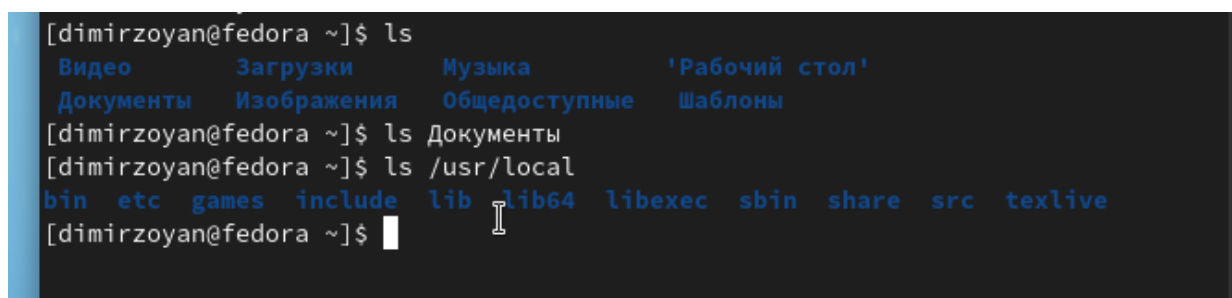 [dimirzoyan@fedora ~]$ ls
Видео Загрузки Музыка 'Рабочий стол'
Документы Изображения Общедоступные Шаблоны
[dimirzoyan@fedora ~]$ ls Документы
[dimirzoyan@fedora ~]$ ls /usr/local
bin etc games include lib lib64 libexec sbin share src texlive
[dimirzoyan@fedora ~]$